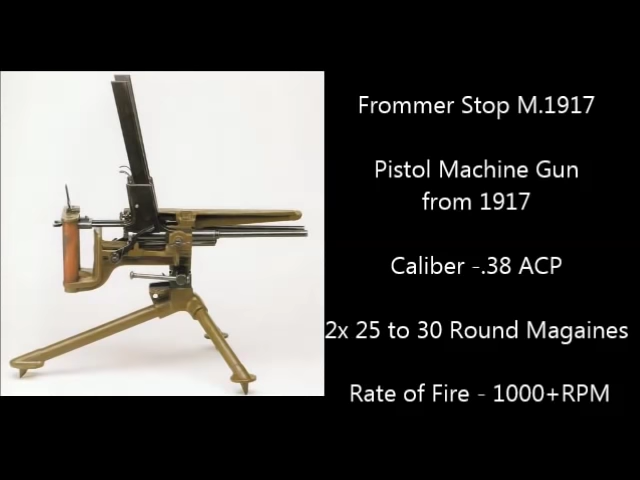 Frommer Stop M.1917
Pistol Machine Gun
from 1917
Caliber -.38 ACP
2x 25 to 30 Round Magaines
Rate of Fire - 1000+RPM